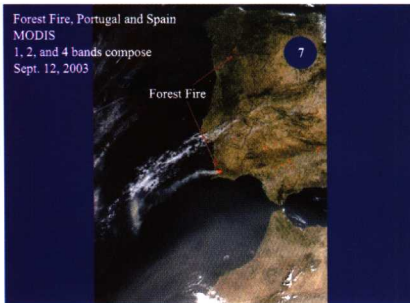 Forest Fire, Portugal and Spain
MODIS
1, 2, and 4 bands compose
Sept. 12, 2003
7
Forest Fire